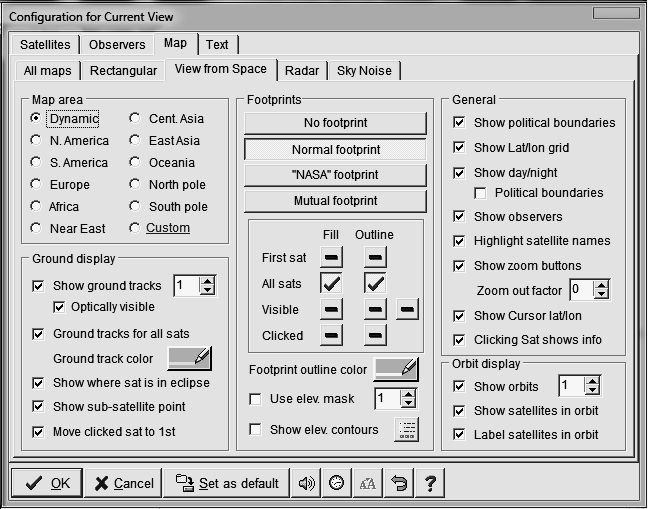 Configuration for Current View
Satellites Observers Map Text
All maps Rectangular View from Space Radar Sky Noise
Map area
Dynamic Cent. Asia
N. America East Asia
S. America Oceania
Europe North pole
Africa South pole
Near East Custom
Ground display
Show ground tracks 1
Optically visible
Ground tracks for all sats
Ground track color
Show where sat is in eclipse
Show sub-satellite point
Move clicked sat to 1st
Footprints
No footprint
Normal footprint
"NASA" footprint
Mutual footprint
Fill Outline
First sat
All sats
Visible
Clicked
Footprint outline color
Use elev. mask 1
Show elev. contours
General
Show political boundaries
Show Lat/lon grid
Show day/night
Political boundaries
Show observers
Highlight satellite names
Show zoom buttons
Zoom out factor 0
Show Cursor lat/lon
Clicking Sat shows info
Orbit display
Show orbits 1
Show satellites in orbit
Label satellites in orbit
OK Cancel Set as default AA ?